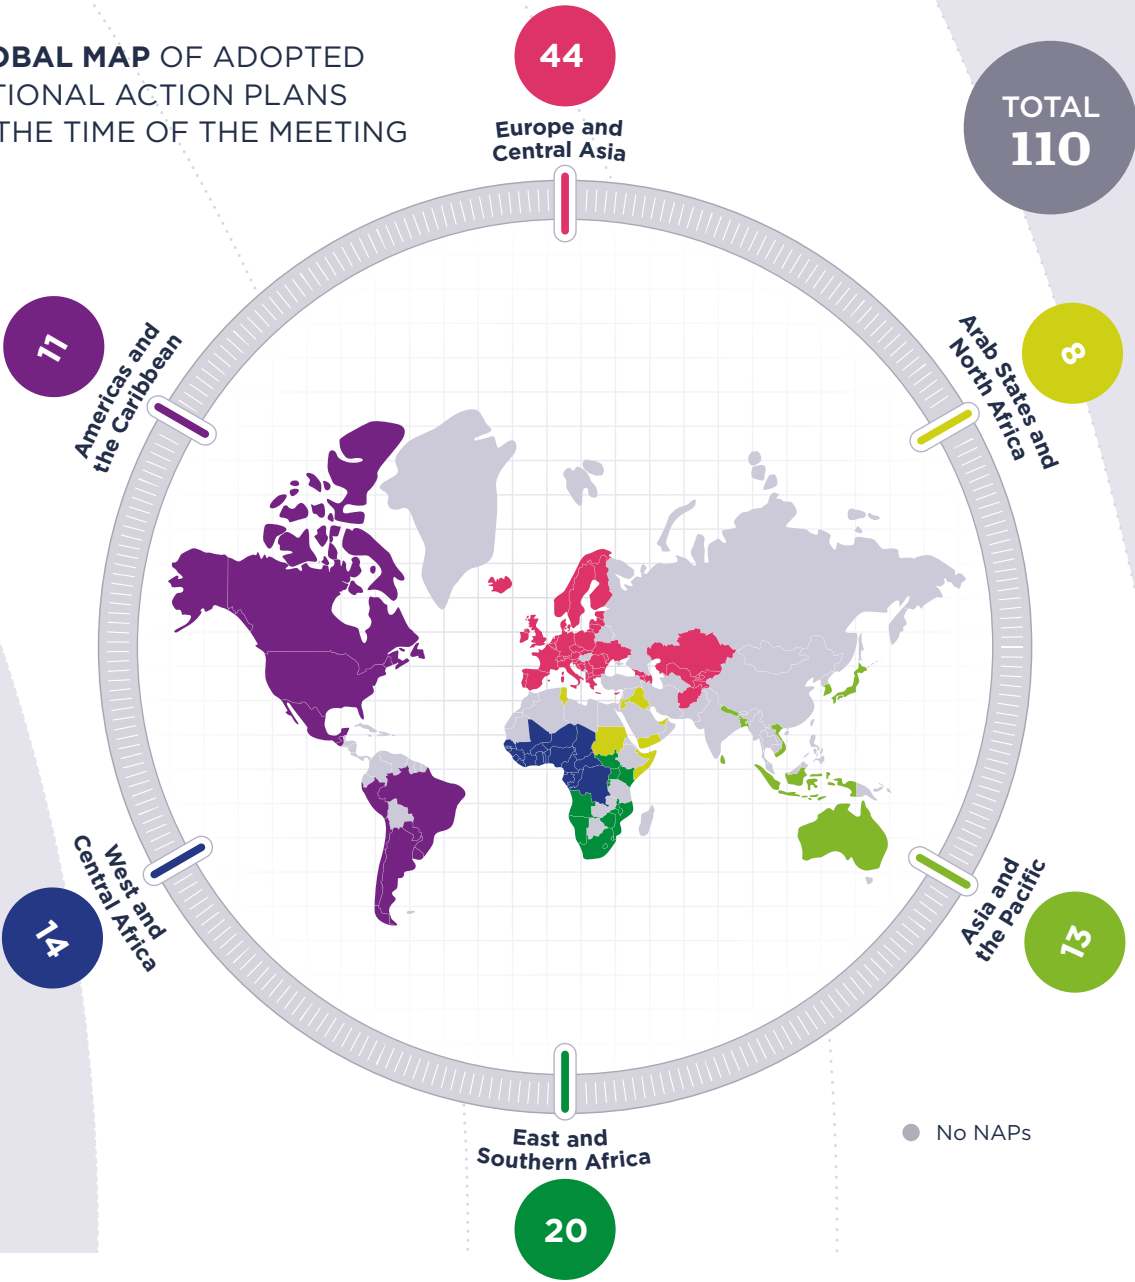 OBAL MAP OF ADOPTED
TIONAL ACTION PLANS
THE TIME OF THE MEETING
44
Europe and
Central Asia
TOTAL
110
11
Americas and
the Caribbean
8
Arab States and
North Africa
14
West and
Central Africa
13
Asia and
the Pacific
East and
Southern Africa
20
No NAPs